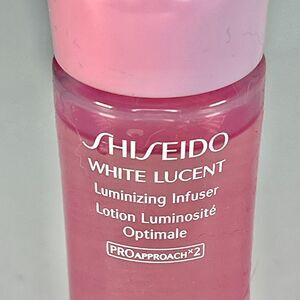 SHISEIDO
WHITE LUCENT
Luminizing Infuser
Lotion Luminosité
Optimale
PROAPPROACH×2